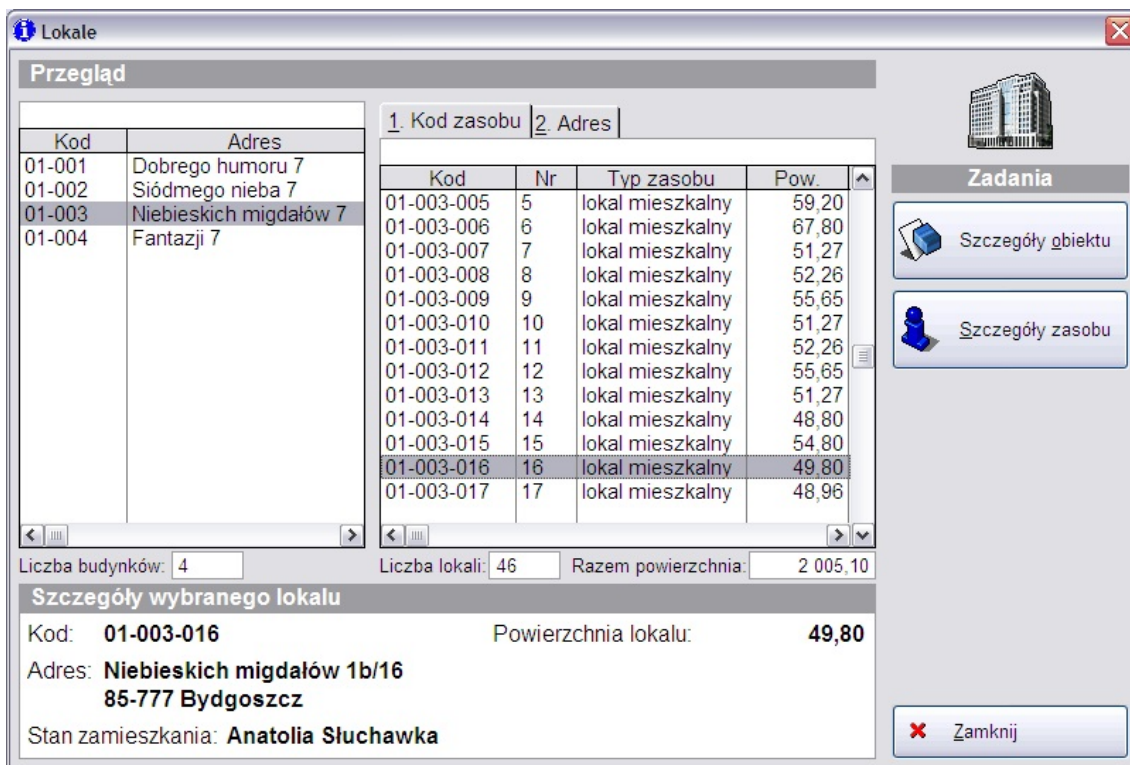 Lokale
Przegląd
Kod Adres
01-001 Dobrego humoru 7
01-002 Siódmego nieba 7
01-003 Niebieskich migdałów 7
01-004 Fantazji 7
Liczba budynków: 4
1. Kod zasobu 2. Adres
Kod Nr Typ zasobu Pow.
01-003-005 5 lokal mieszkalny 59,20
01-003-006 6 lokal mieszkalny 67,80
01-003-007 7 lokal mieszkalny 51,27
01-003-008 8 lokal mieszkalny 52,26
01-003-009 9 lokal mieszkalny 55,65
01-003-010 10 lokal mieszkalny 51,27
01-003-011 11 lokal mieszkalny 52,26
01-003-012 12 lokal mieszkalny 55,65
01-003-013 13 lokal mieszkalny 51,27
01-003-014 14 lokal mieszkalny 48,80
01-003-015 15 lokal mieszkalny 54,80
01-003-016 16 lokal mieszkalny 49,80
01-003-017 17 lokal mieszkalny 48,96
Liczba lokali: 46 Razem powierzchnia: 2 005,10
Szczegóły wybranego lokalu
Kod: 01-003-016 Powierzchnia lokalu: 49,80
Adres: Niebieskich migdałów 1b/16
85-777 Bydgoszcz
Stan zamieszkania: Anatolia Słuchawka
Zadania
Szczegóły obiektu
Szczegóły zasobu
Zamknij